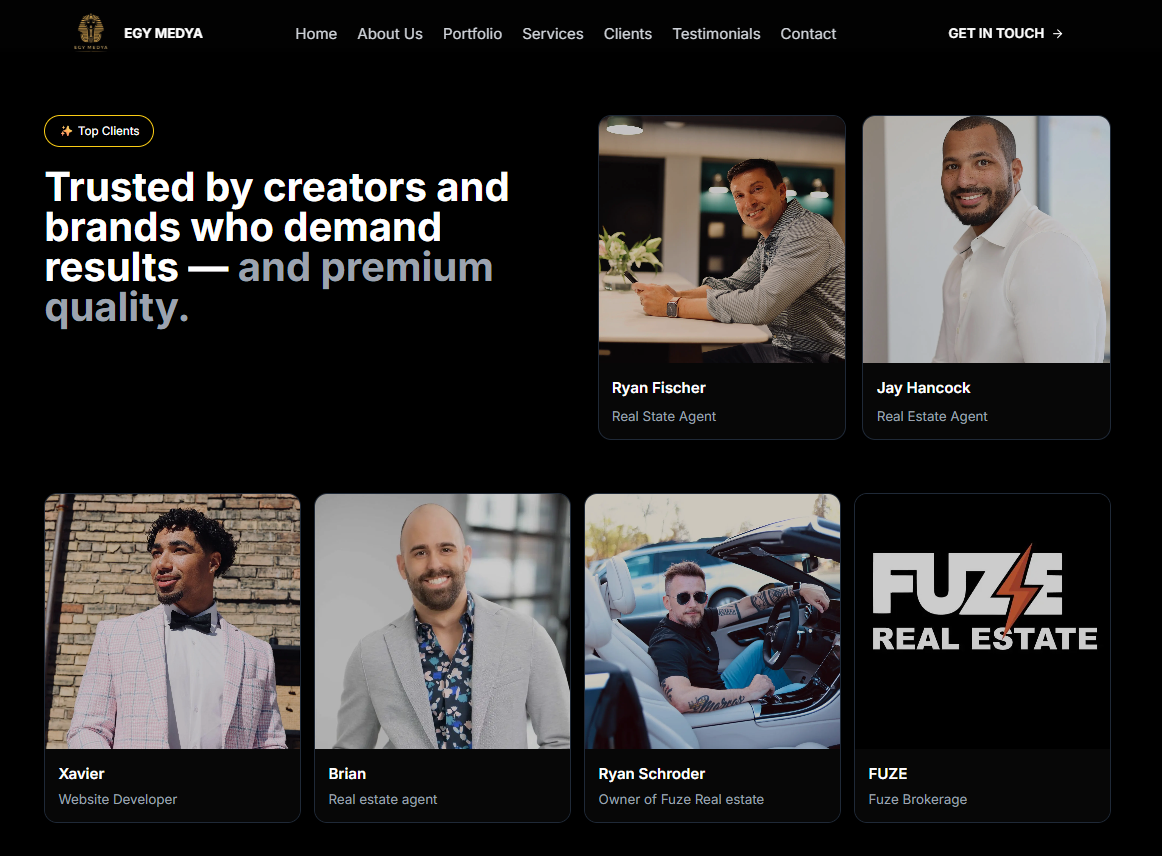 EGY MEDYA
EGY MEDYA
Home
About Us
Portfolio
Services
Clients
Testimonials
Contact
GET IN TOUCH →
✨ Top Clients
Trusted by creators and
brands who demand
results — and premium
quality.
Ryan Fischer
Real State Agent
Jay Hancock
Real Estate Agent
Marcos
FUZE
REAL ESTATE
Xavier
Website Developer
Brian
Real estate agent
Ryan Schroder
Owner of Fuze Real estate
FUZE
Fuze Brokerage